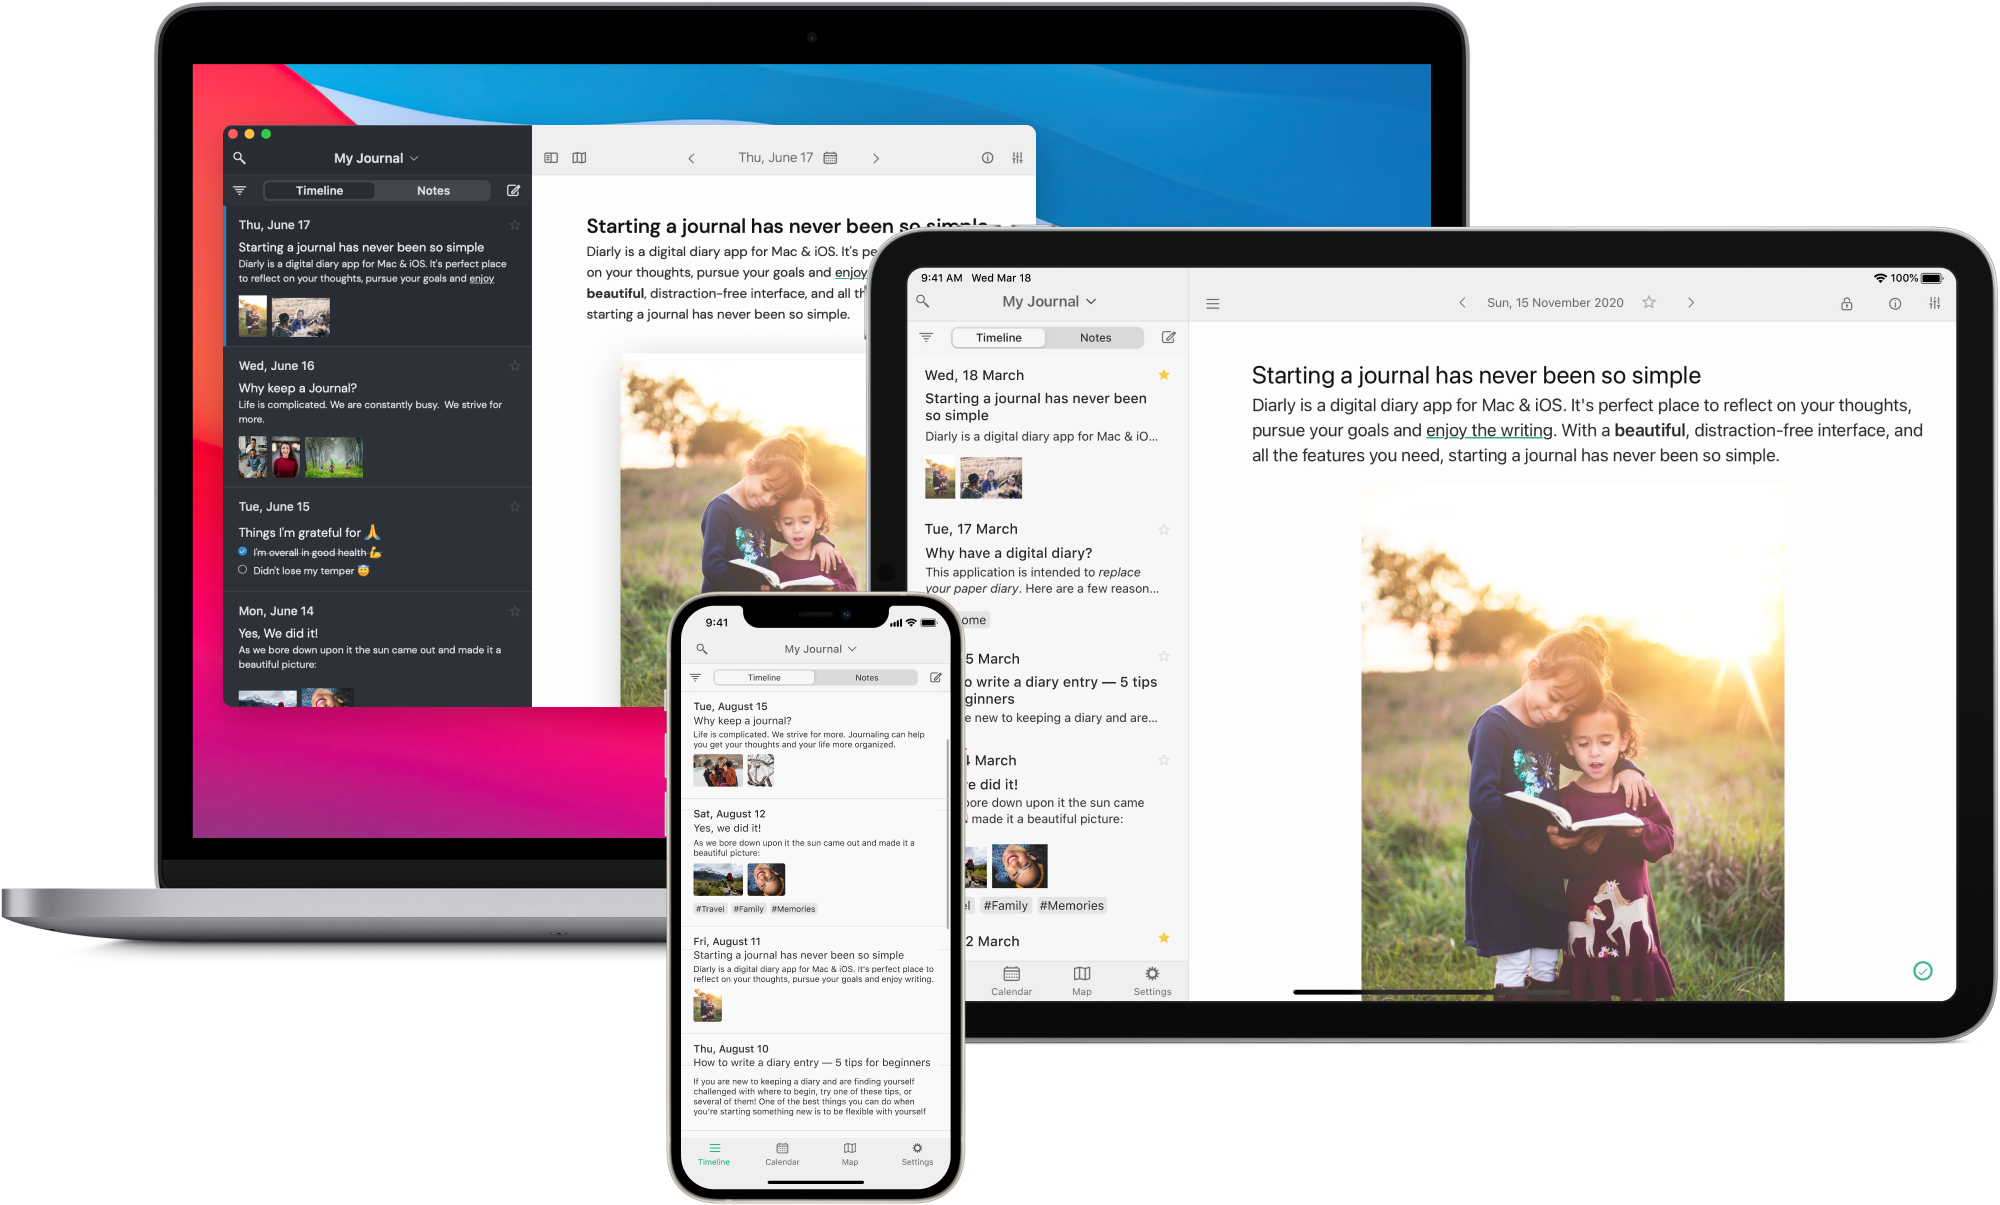 My Journal
Timeline Notes
Thu, June 17
Starting a journal has never been so simple
Diarly is a digital diary app for Mac & iOS. It's perfect place
to reflect on your thoughts, pursue your goals and enjoy
Wed, June 16
Why keep a Journal?
Life is complicated. We are constantly busy. We strive for
more.
Tue, June 15
Things I'm grateful for 🙏
I'm overall in good health 💪
Didn't lose my temper 😇
Mon, June 14
Yes, We did it!
As we bore down upon it the sun came out and made it a
beautiful picture:
Thu, June 17
Starting a journal has never been so simple
Diarly is a digital diary app for Mac & iOS. It's pe
on your thoughts, pursue your goals and enjoy
beautiful, distraction-free interface, and all th
starting a journal has never been so simple.
9:41 AM Wed Mar 18
100%
My Journal
Timeline Notes
Wed, 18 March
Starting a journal has never been
so simple
Diarly is a digital diary app for Mac & iO...
Tue, 17 March
Why have a digital diary?
This application is intended to replace
your paper diary. Here are a few reason...
ome
5 March
o write a diary entry — 5 tips
ginners
e new to keeping a diary and are...
4 March
e did it!
bore down upon it the sun came
made it a beautiful picture:
el #Family #Memories
2 March
Calendar Map Settings
Sun, 15 November 2020
Starting a journal has never been so simple
Diarly is a digital diary app for Mac & iOS. It's perfect place to reflect on your thoughts,
pursue your goals and enjoy the writing. With a beautiful, distraction-free interface, and
all the features you need, starting a journal has never been so simple.
9:41
My Journal
Timeline Notes
Tue, August 15
Why keep a journal?
Life is complicated. We strive for more. Journaling can help
you get your thoughts and your life more organized.
Sat, August 12
Yes, we did it!
As we bore down upon it the sun came out and made it a
beautiful picture:
#Travel #Family #Memories
Fri, August 11
Starting a journal has never been so simple
Diarly is a digital diary app for Mac & iOS. It's perfect place to
reflect on your thoughts, pursue your goals and enjoy writing.
Thu, August 10
How to write a diary entry — 5 tips for beginners
If you are new to keeping a diary and are finding yourself
challenged with where to begin, try one of these tips, or
several of them! One of the best things you can do when
you're starting something new is to be flexible with yourself
Timeline Calendar Map Settings